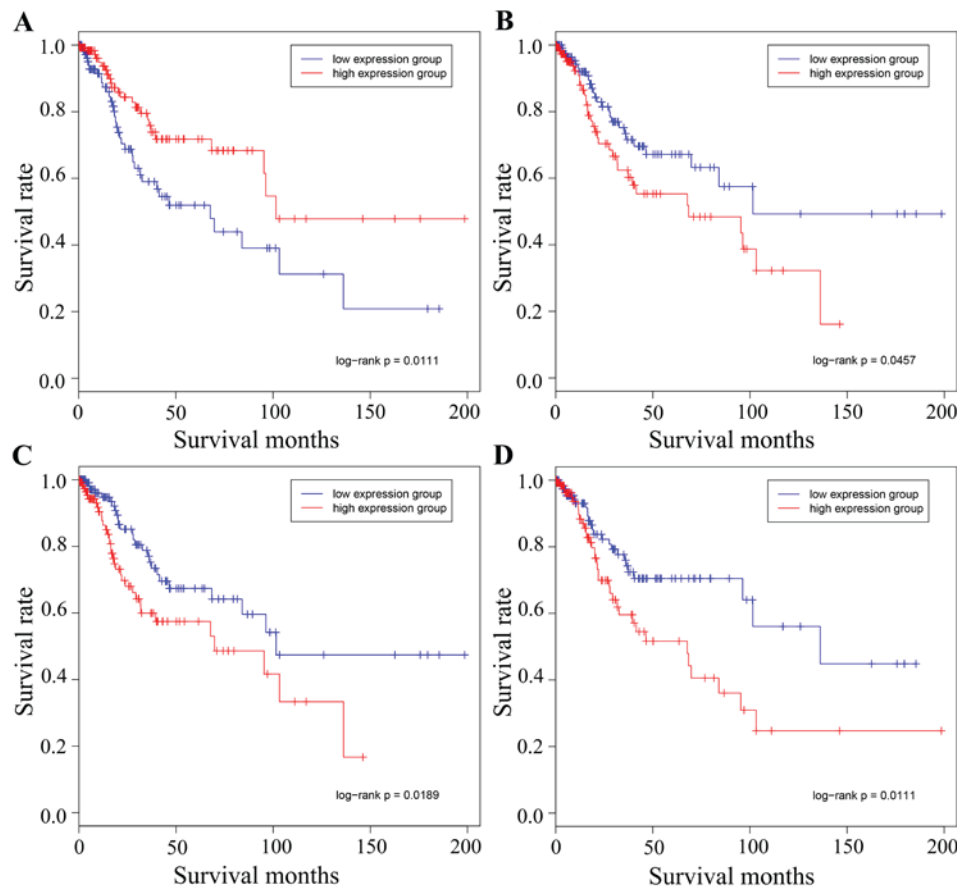 A
B
1.0
0.8
0.6
0.4
0.2
0.0
Survival rate
low expression group
high expression group
log-rank p = 0.0111
0
50
100
150
200
Survival months
1.0
0.8
0.6
0.4
0.2
0.0
Survival rate
low expression group
high expression group
log-rank p = 0.0457
0
50
100
150
200
Survival months
C
D
1.0
0.8
0.6
0.4
0.2
0.0
Survival rate
low expression group
high expression group
log-rank p = 0.0189
0
50
100
150
200
Survival months
1.0
0.8
0.6
0.4
0.2
0.0
Survival rate
low expression group
high expression group
log-rank p = 0.0111
0
50
100
150
200
Survival months